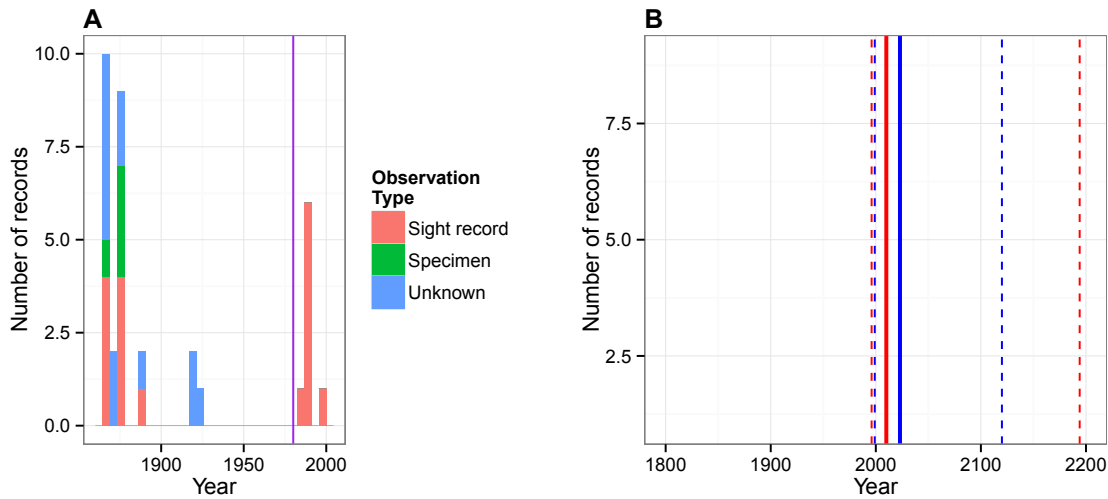 A
Number of records
10.0
7.5
5.0
2.5
0.0
1900 1950 2000
Year
Observation
Type
Sight record
Specimen
Unknown
B
Number of records
7.5
5.0
2.5
1800 1900 2000 2100 2200
Year